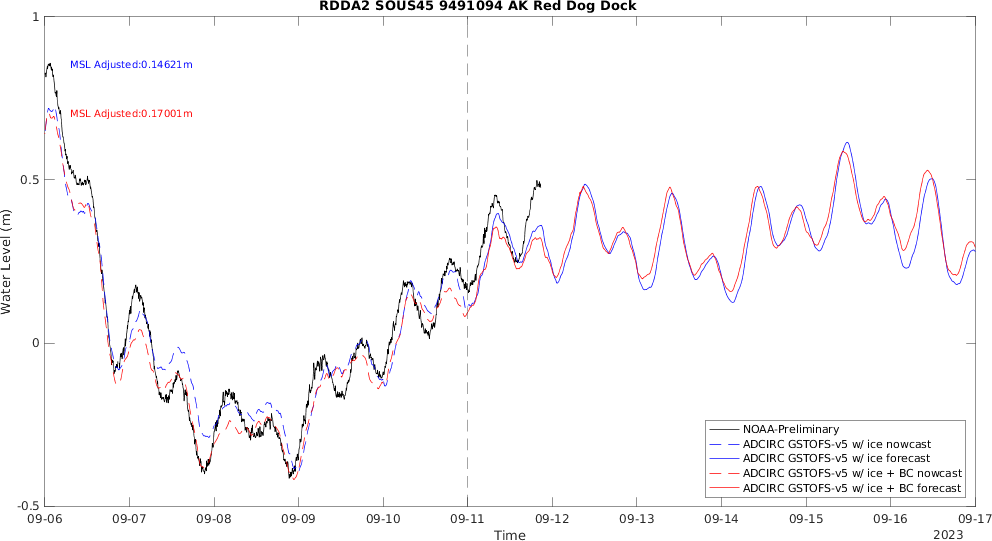 RDDA2 SOUS45 9491094 AK Red Dog Dock
MSL Adjusted:0.14621m
MSL Adjusted:0.17001m
Water Level (m)
1
0.5
0
-0.5
NOAA-Preliminary
ADCIRC GSTOFS-v5 w/ ice nowcast
ADCIRC GSTOFS-v5 w/ ice forecast
ADCIRC GSTOFS-v5 w/ ice + BC nowcast
ADCIRC GSTOFS-v5 w/ ice + BC forecast
09-06 09-07 09-08 09-09 09-10 09-11 09-12 09-13 09-14 09-15 09-16 09-17
Time
2023